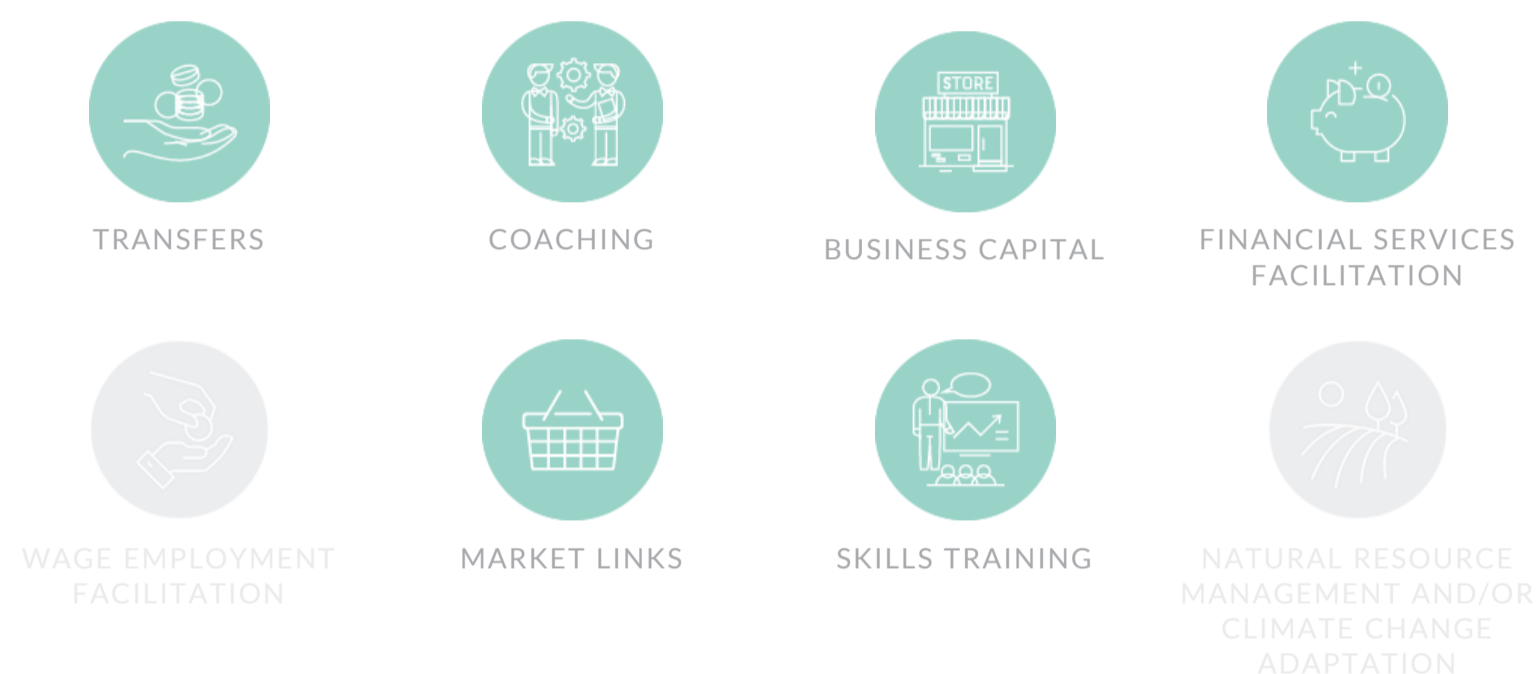 STORE
TRANSFERS
COACHING
BUSINESS CAPITAL
FINANCIAL SERVICES
FACILITATION
WAGE EMPLOYMENT
FACILITATION
MARKET LINKS
SKILLS TRAINING
NATURAL RESOURCE
MANAGEMENT AND/OR
CLIMATE CHANGE
ADAPTATION